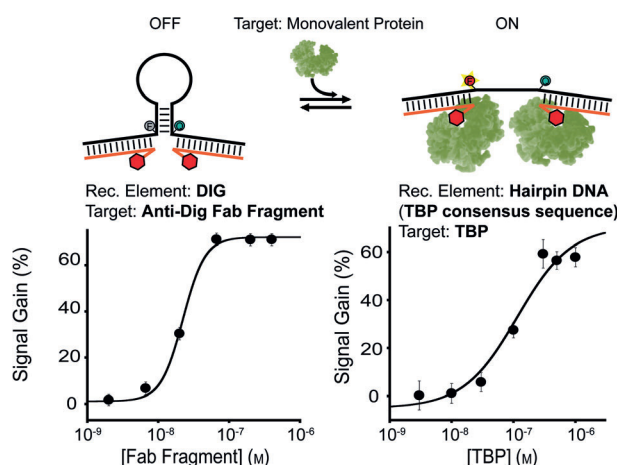 OFF
Target: Monovalent Protein
ON
F
F
Q
Rec. Element: DIG
Target: Anti-Dig Fab Fragment
Signal Gain (%)
60
40
20
0
10⁻⁹
10⁻⁸
10⁻⁷
10⁻⁶
[Fab Fragment] (M)
Rec. Element: Hairpin DNA
(TBP consensus sequence)
Target: TBP
Signal Gain (%)
60
40
20
0
10⁻⁹
10⁻⁸
10⁻⁷
10⁻⁶
[TBP] (M)